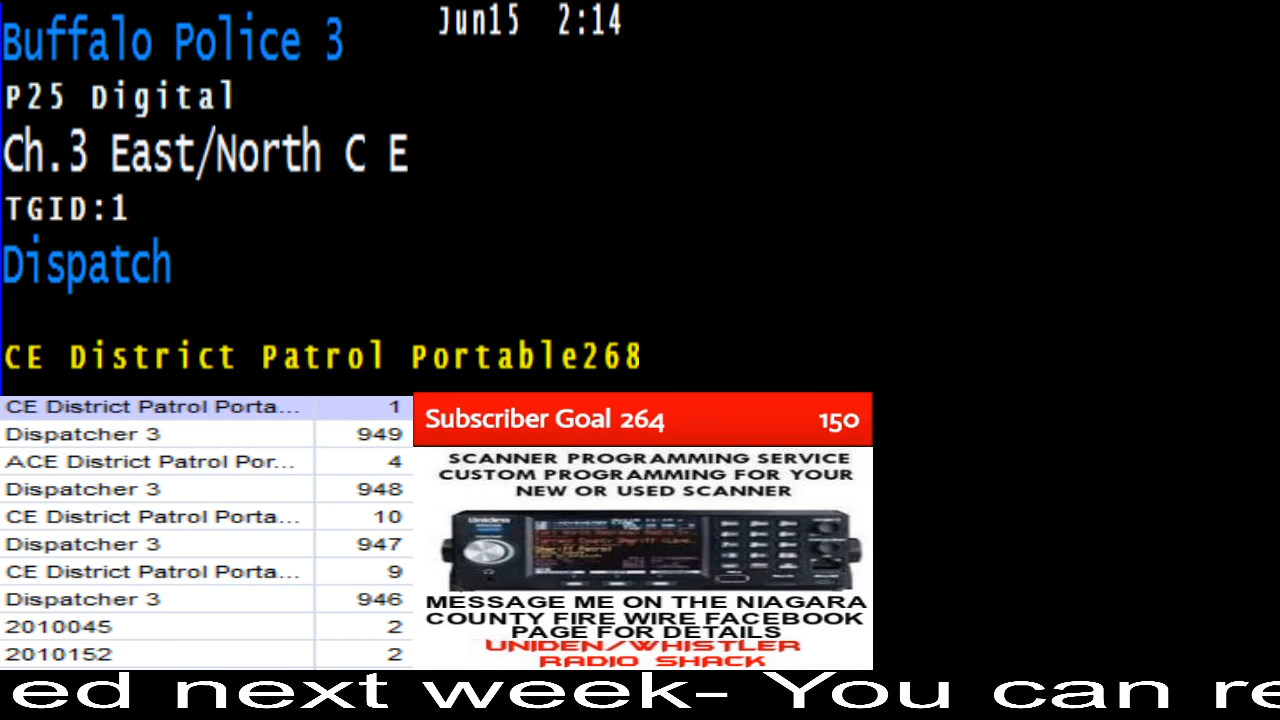 Buffalo Police 3
Jun15 2:14
P25 Digital
Ch.3 East/North C E
TGID:1
Dispatch
CE District Patrol Portable268
CE District Patrol Porta... 1
Dispatcher 3 949
ACE District Patrol Por... 4
Dispatcher 3 948
CE District Patrol Porta... 10
Dispatcher 3 947
CE District Patrol Porta... 9
Dispatcher 3 946
2010045 2
2010152 2
Subscriber Goal 264 150
SCANNER PROGRAMMING SERVICE
CUSTOM PROGRAMMING FOR YOUR
NEW OR USED SCANNER
Uniden
MESSAGE ME ON THE NIAGARA
COUNTY FIRE WIRE FACEBOOK
PAGE FOR DETAILS
UNIDEN/WHISTLER
RADIO SHACK
ed next week- You can re